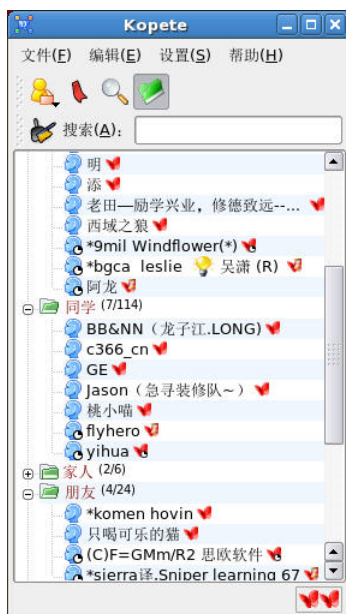 Kopete
文件(F) 编辑(E) 设置(S) 帮助(H)
搜索(A):
明
添
老田—励学兴业，修德致远--...
西域之狼
*9mil Windflower(*)
*bgca leslie 吴潇 (R)
阿龙
同学 (7/114)
BB&NN（龙子江.LONG)
c366_cn
GE
Jason（急寻装修队~）
桃小喵
flyhero
yihua
家人 (2/6)
朋友 (4/24)
*komen hovin
只喝可乐的猫
(C)F=GMm/R2 思欧软件
*sierra译.Sniper learning 67